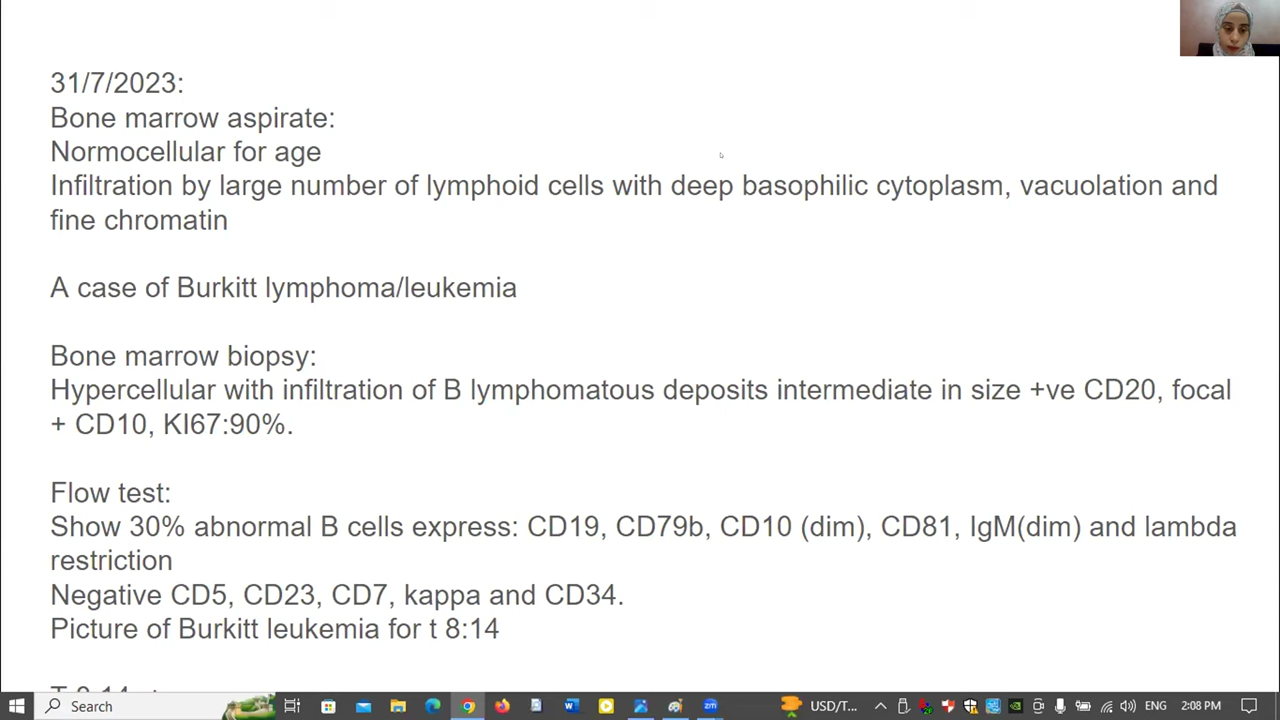 31/7/2023:
Bone marrow aspirate:
Normocellular for age
Infiltration by large number of lymphoid cells with deep basophilic cytoplasm, vacuolation and
fine chromatin
A case of Burkitt lymphoma/leukemia
Bone marrow biopsy:
Hypercellular with infiltration of B lymphomatous deposits intermediate in size +ve CD20, focal
+ CD10, KI67:90%.
Flow test:
Show 30% abnormal B cells express: CD19, CD79b, CD10 (dim), CD81, IgM(dim) and lambda
restriction
Negative CD5, CD23, CD7, kappa and CD34.
Picture of Burkitt leukemia for t 8:14
Search
zm
USD/T...
ENG
2:08 PM